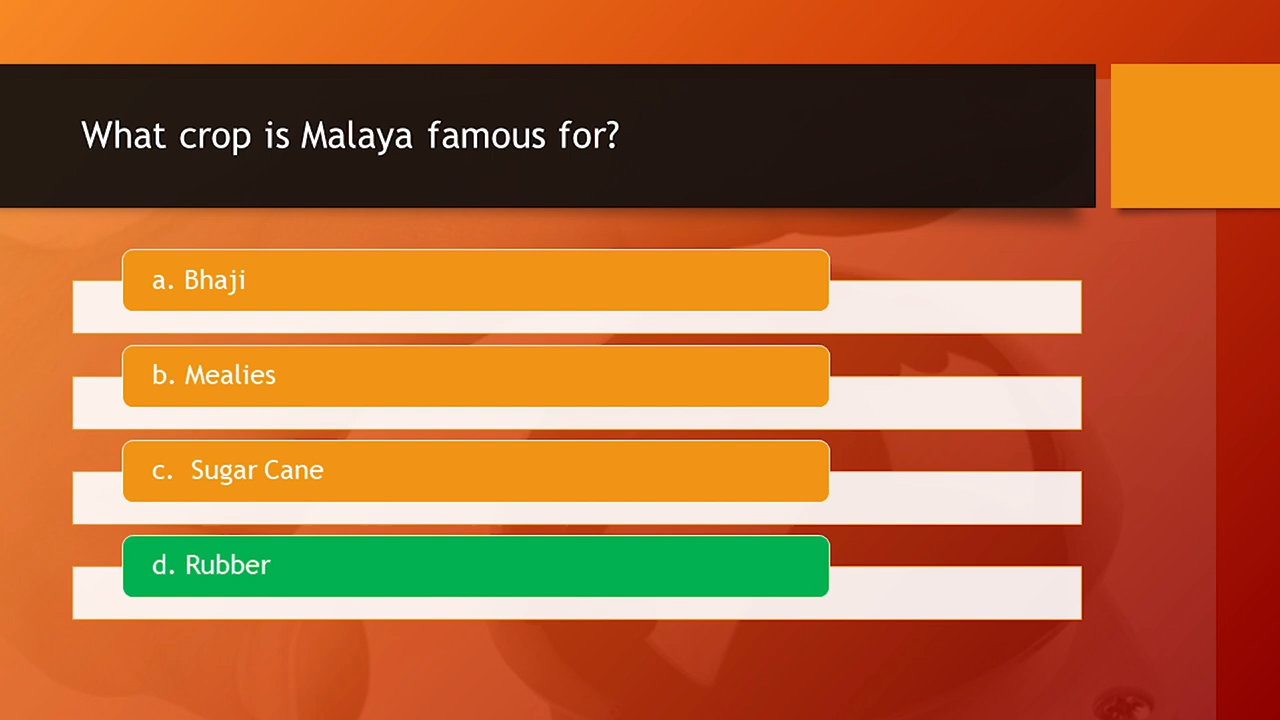 What crop is Malaya famous for?
a. Bhaji
b. Mealies
c. Sugar Cane
d. Rubber